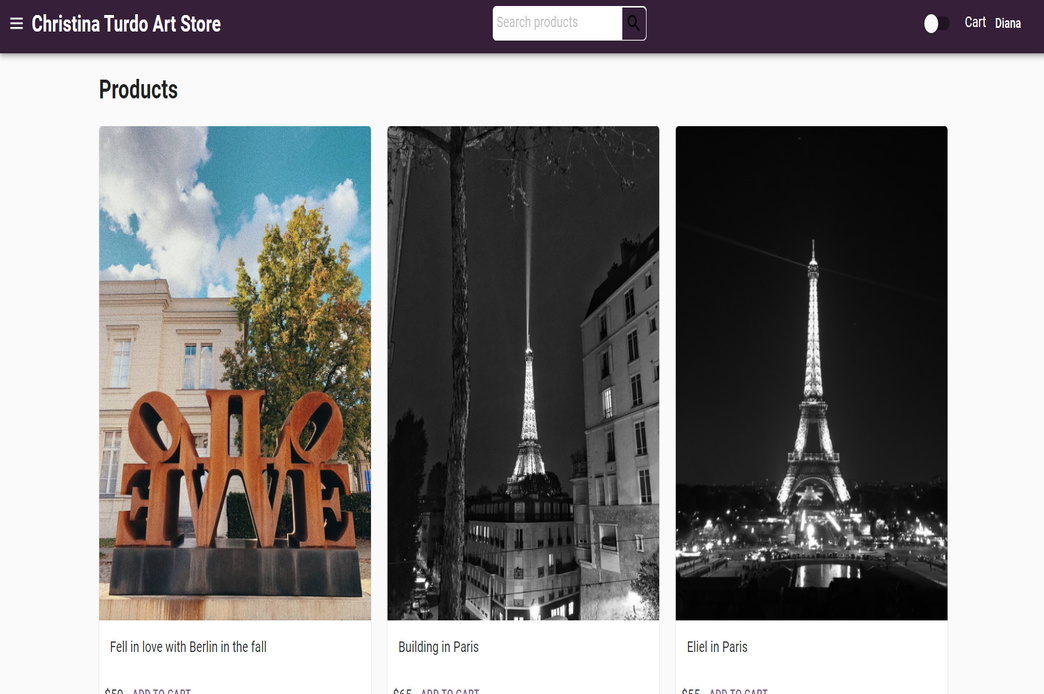 Christina Turdo Art Store
Search products
Cart Diana
Products
Fell in love with Berlin in the fall
Building in Paris
Eliel in Paris
$50 ADD TO CART
$65 ADD TO CART
$55 ADD TO CART